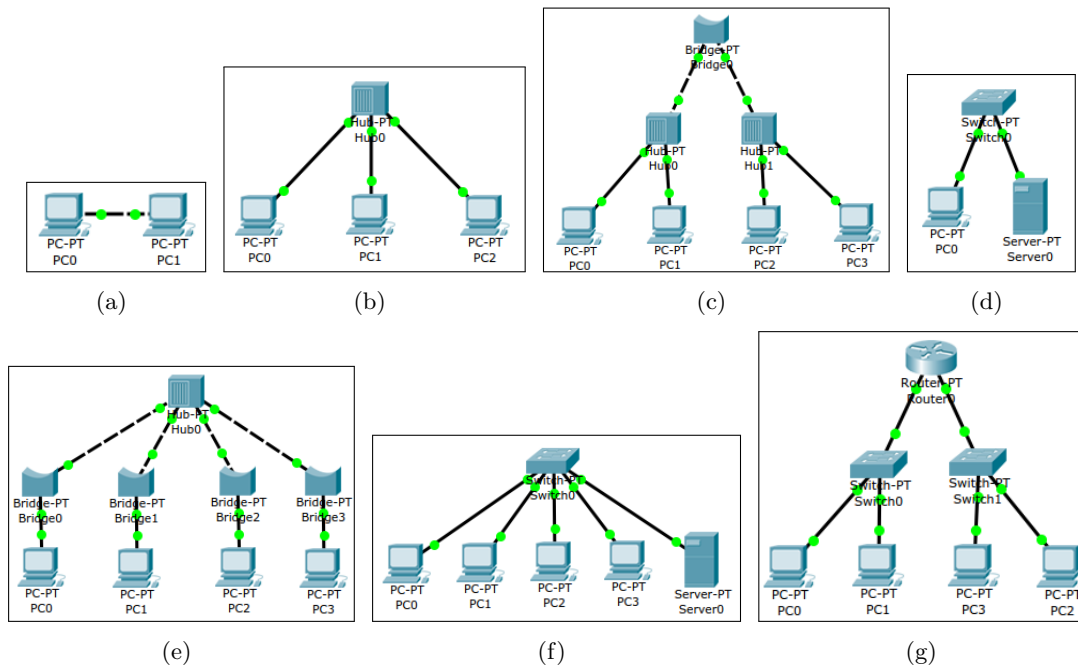 PC-PT
PC0
PC-PT
PC1
(a)
Hub-PT
Hub0
PC-PT
PC0
PC-PT
PC1
PC-PT
PC2
(b)
Bridge-PT
Bridge0
Hub-PT
Hub0
Hub-PT
Hub1
PC-PT
PC0
PC-PT
PC1
PC-PT
PC2
PC-PT
PC3
(c)
Switch-PT
Switch0
PC-PT
PC0
Server-PT
Server0
(d)
Hub-PT
Hub0
Bridge-PT
Bridge0
Bridge-PT
Bridge1
Bridge-PT
Bridge2
Bridge-PT
Bridge3
PC-PT
PC0
PC-PT
PC1
PC-PT
PC2
PC-PT
PC3
(e)
Switch-PT
Switch0
PC-PT
PC0
PC-PT
PC1
PC-PT
PC2
PC-PT
PC3
Server-PT
Server0
(f)
Router-PT
Router0
Switch-PT
Switch0
Switch-PT
Switch1
PC-PT
PC0
PC-PT
PC1
PC-PT
PC3
PC-PT
PC2
(g)